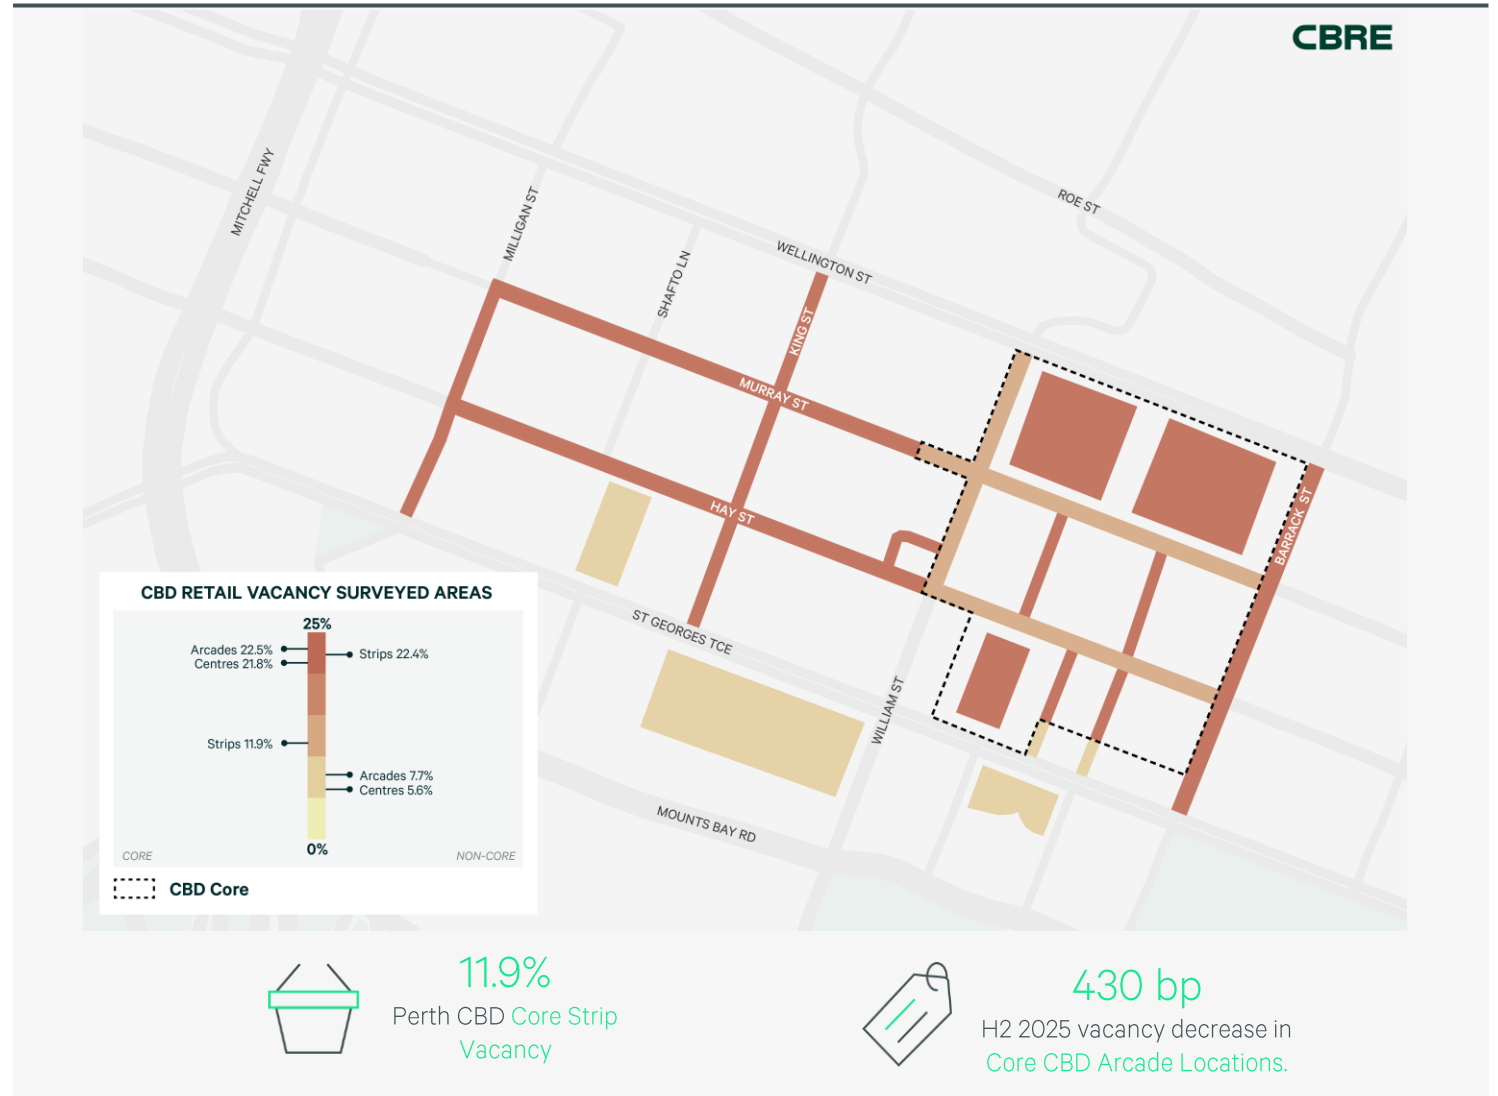 CBRE
MITCHELL FWY
MILLIGAN ST
SHAFTO LN
WELLINGTON ST
ROE ST
KING ST
MURRAY ST
HAY ST
BARRACK ST
ST GEORGES TCE
WILLIAM ST
MOUNTS BAY RD
CBD RETAIL VACANCY SURVEYED AREAS
25%
Arcades 22.5%
Centres 21.8%
Strips 22.4%
Strips 11.9%
Arcades 7.7%
Centres 5.6%
0%
CORE
NON-CORE
CBD Core
11.9%
Perth CBD Core Strip
Vacancy
430 bp
H2 2025 vacancy decrease in
Core CBD Arcade Locations.